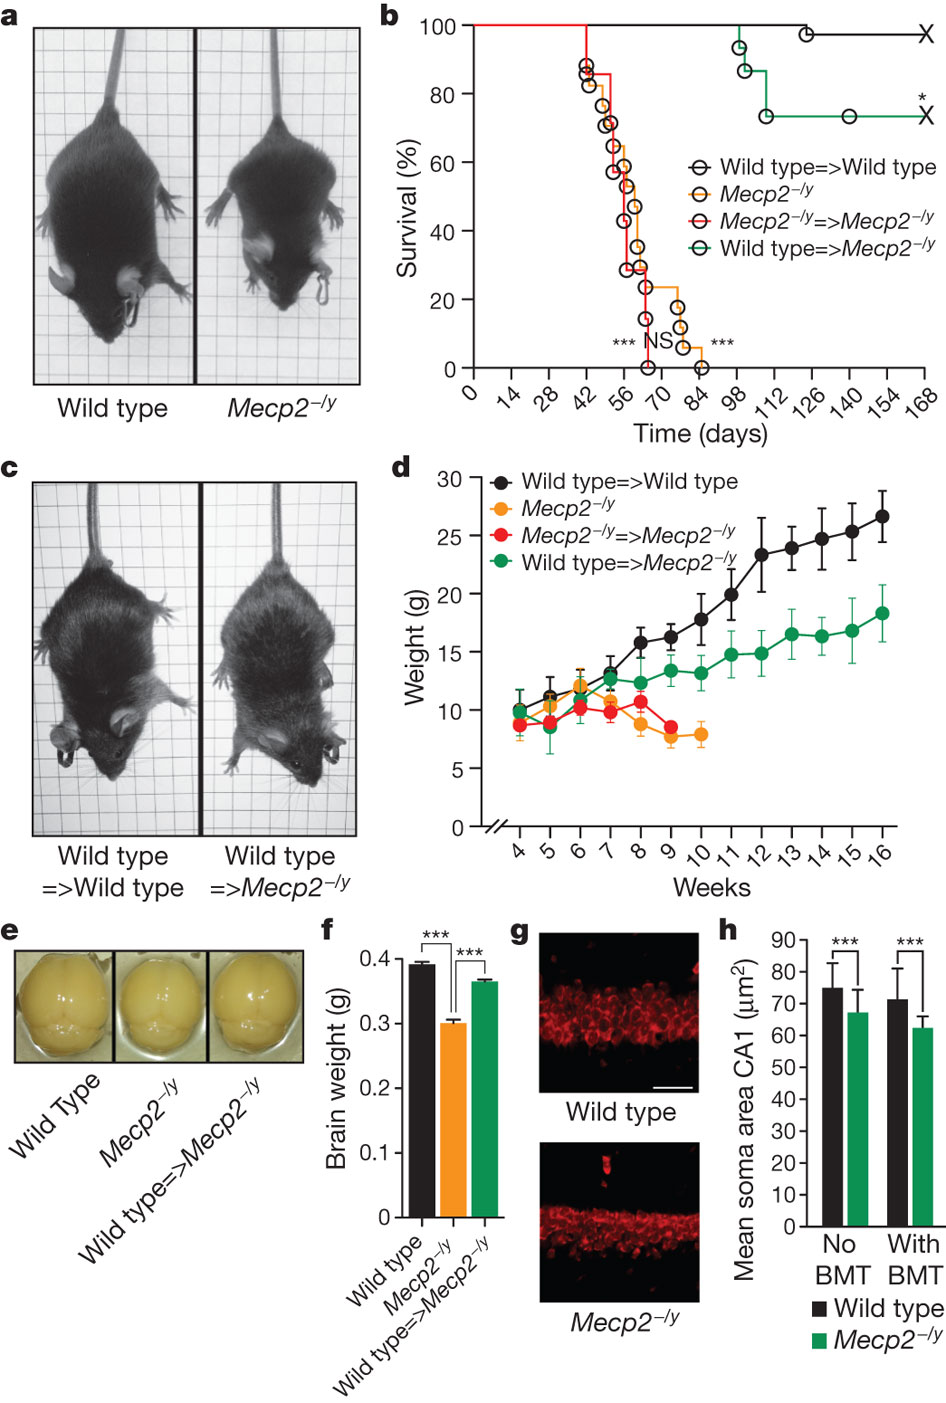 a
Wild type
Mecp2–/y
b
Survival (%)
100
80
60
40
20
0
Wild type=>Wild type
Mecp2–/y
Mecp2–/y=>Mecp2–/y
Wild type=>Mecp2–/y
X
*
X
*** NS ***
0 14 28 42 56 70 84 98 112 126 140 154 168
Time (days)
c
Wild type
=>Wild type
Wild type
=>Mecp2–/y
d
Weight (g)
30
25
20
15
10
5
0
Wild type=>Wild type
Mecp2–/y
Mecp2–/y=>Mecp2–/y
Wild type=>Mecp2–/y
4 5 6 7 8 9 10 11 12 13 14 15 16
Weeks
e
Wild Type
Mecp2–/y
Wild type=>Mecp2–/y
f
Brain weight (g)
0.4
0.3
0.2
0.1
0
*** ***
Wild type
Mecp2–/y
Wild type=>Mecp2–/y
g
Wild type
Mecp2–/y
h
Mean soma area CA1 (μm2)
90
80
70
60
50
40
30
20
10
0
*** ***
No
BMT
With
BMT
Wild type
Mecp2–/y